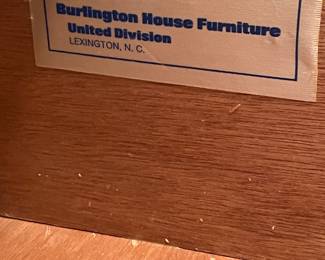 Burlington House Furniture
United Division
LEXINGTON, N. C.